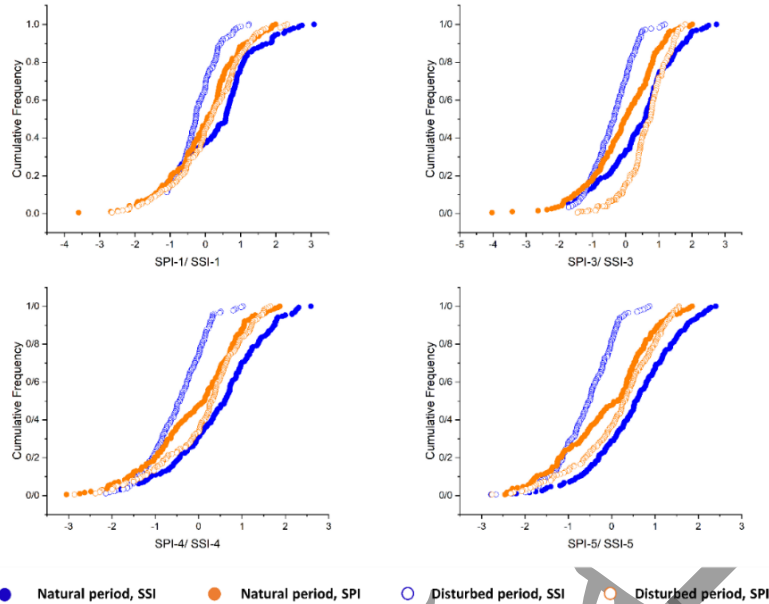 1.0
0.8
0.6
0.4
0.2
0.0
Cumulative Frequency
-4 -3 -2 -1 0 1 2 3
SPI-1/ SSI-1
1.0
0.8
0.6
0.4
0.2
0.0
Cumulative Frequency
-5 -4 -3 -2 -1 0 1 2 3
SPI-3/ SSI-3
1/0
0/8
0/6
0/4
0/2
0/0
Cumulative Frequency
-3 -2 -1 0 1 2 3
SPI-4/ SSI-4
1/0
0/8
0/6
0/4
0/2
0/0
Cumulative Frequency
-3 -2 -1 0 1 2 3
SPI-5/ SSI-5
Natural period, SSI Natural period, SPI Disturbed period, SSI Disturbed period, SPI